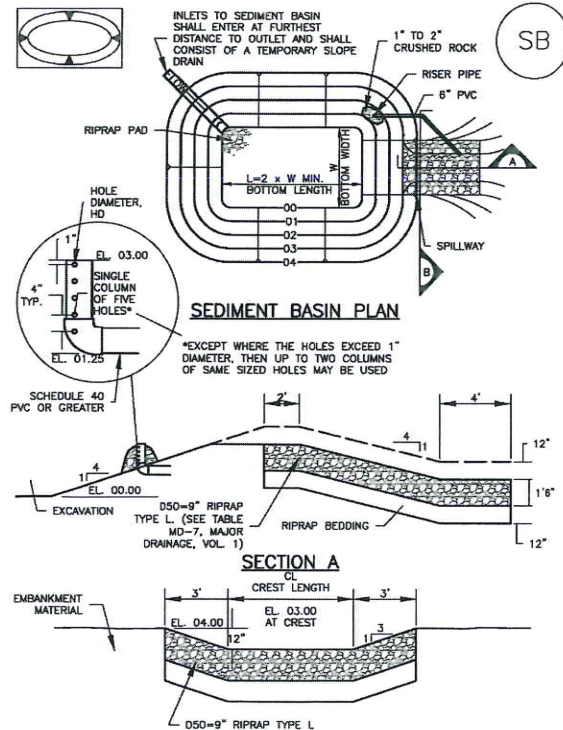 INLETS TO SEDIMENT BASIN
SHALL ENTER AT FURTHEST
DISTANCE TO OUTLET AND SHALL
CONSIST OF A TEMPORARY SLOPE
DRAIN
1" TO 2"
CRUSHED ROCK
RISER PIPE
6" PVC
SB
FLOW
RIPRAP PAD
L=2 x W MIN.
BOTTOM LENGTH
W
BOTTOM WIDTH
A
00
01
02
03
04
SPILLWAY
B
HOLE
DIAMETER,
HD
1"
EL. 03.00
4"
TYP.
SINGLE
COLUMN
OF FIVE
HOLES*
EL. 01.25
SCHEDULE 40
PVC OR GREATER
SEDIMENT BASIN PLAN
*EXCEPT WHERE THE HOLES EXCEED 1"
DIAMETER, THEN UP TO TWO COLUMNS
OF SAME SIZED HOLES MAY BE USED
2'
4'
4
1
12"
4
1
EL. 00.00
EXCAVATION
D50=9" RIPRAP
TYPE L. (SEE TABLE
MD-7, MAJOR
DRAINAGE, VOL. 1)
RIPRAP BEDDING
1'6"
12"
SECTION A
CL
CREST LENGTH
3'
3'
EMBANKMENT
MATERIAL
EL. 04.00
12"
EL. 03.00
AT CREST
3
1
D50=9" RIPRAP TYPE L